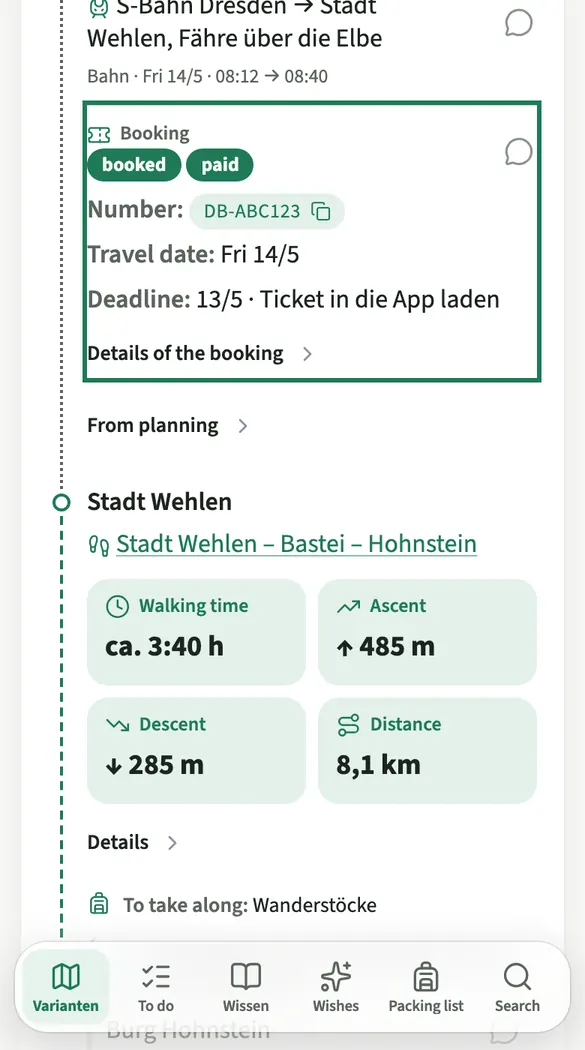 S-Bahn Dresden → Stadt
Wehlen, Fähre über die Elbe
Bahn · Fri 14/5 · 08:12 → 08:40
Booking
booked paid
Number: DB-ABC123
Travel date: Fri 14/5
Deadline: 13/5 · Ticket in die App laden
Details of the booking
From planning
Stadt Wehlen
Stadt Wehlen – Bastei – Hohnstein
Walking time
ca. 3:40 h
Ascent
↑ 485 m
Descent
↓ 285 m
Distance
8,1 km
Details
To take along: Wanderstöcke
Varianten
To do
Wissen
Wishes
Packing list
Search
Burg Hohnstein